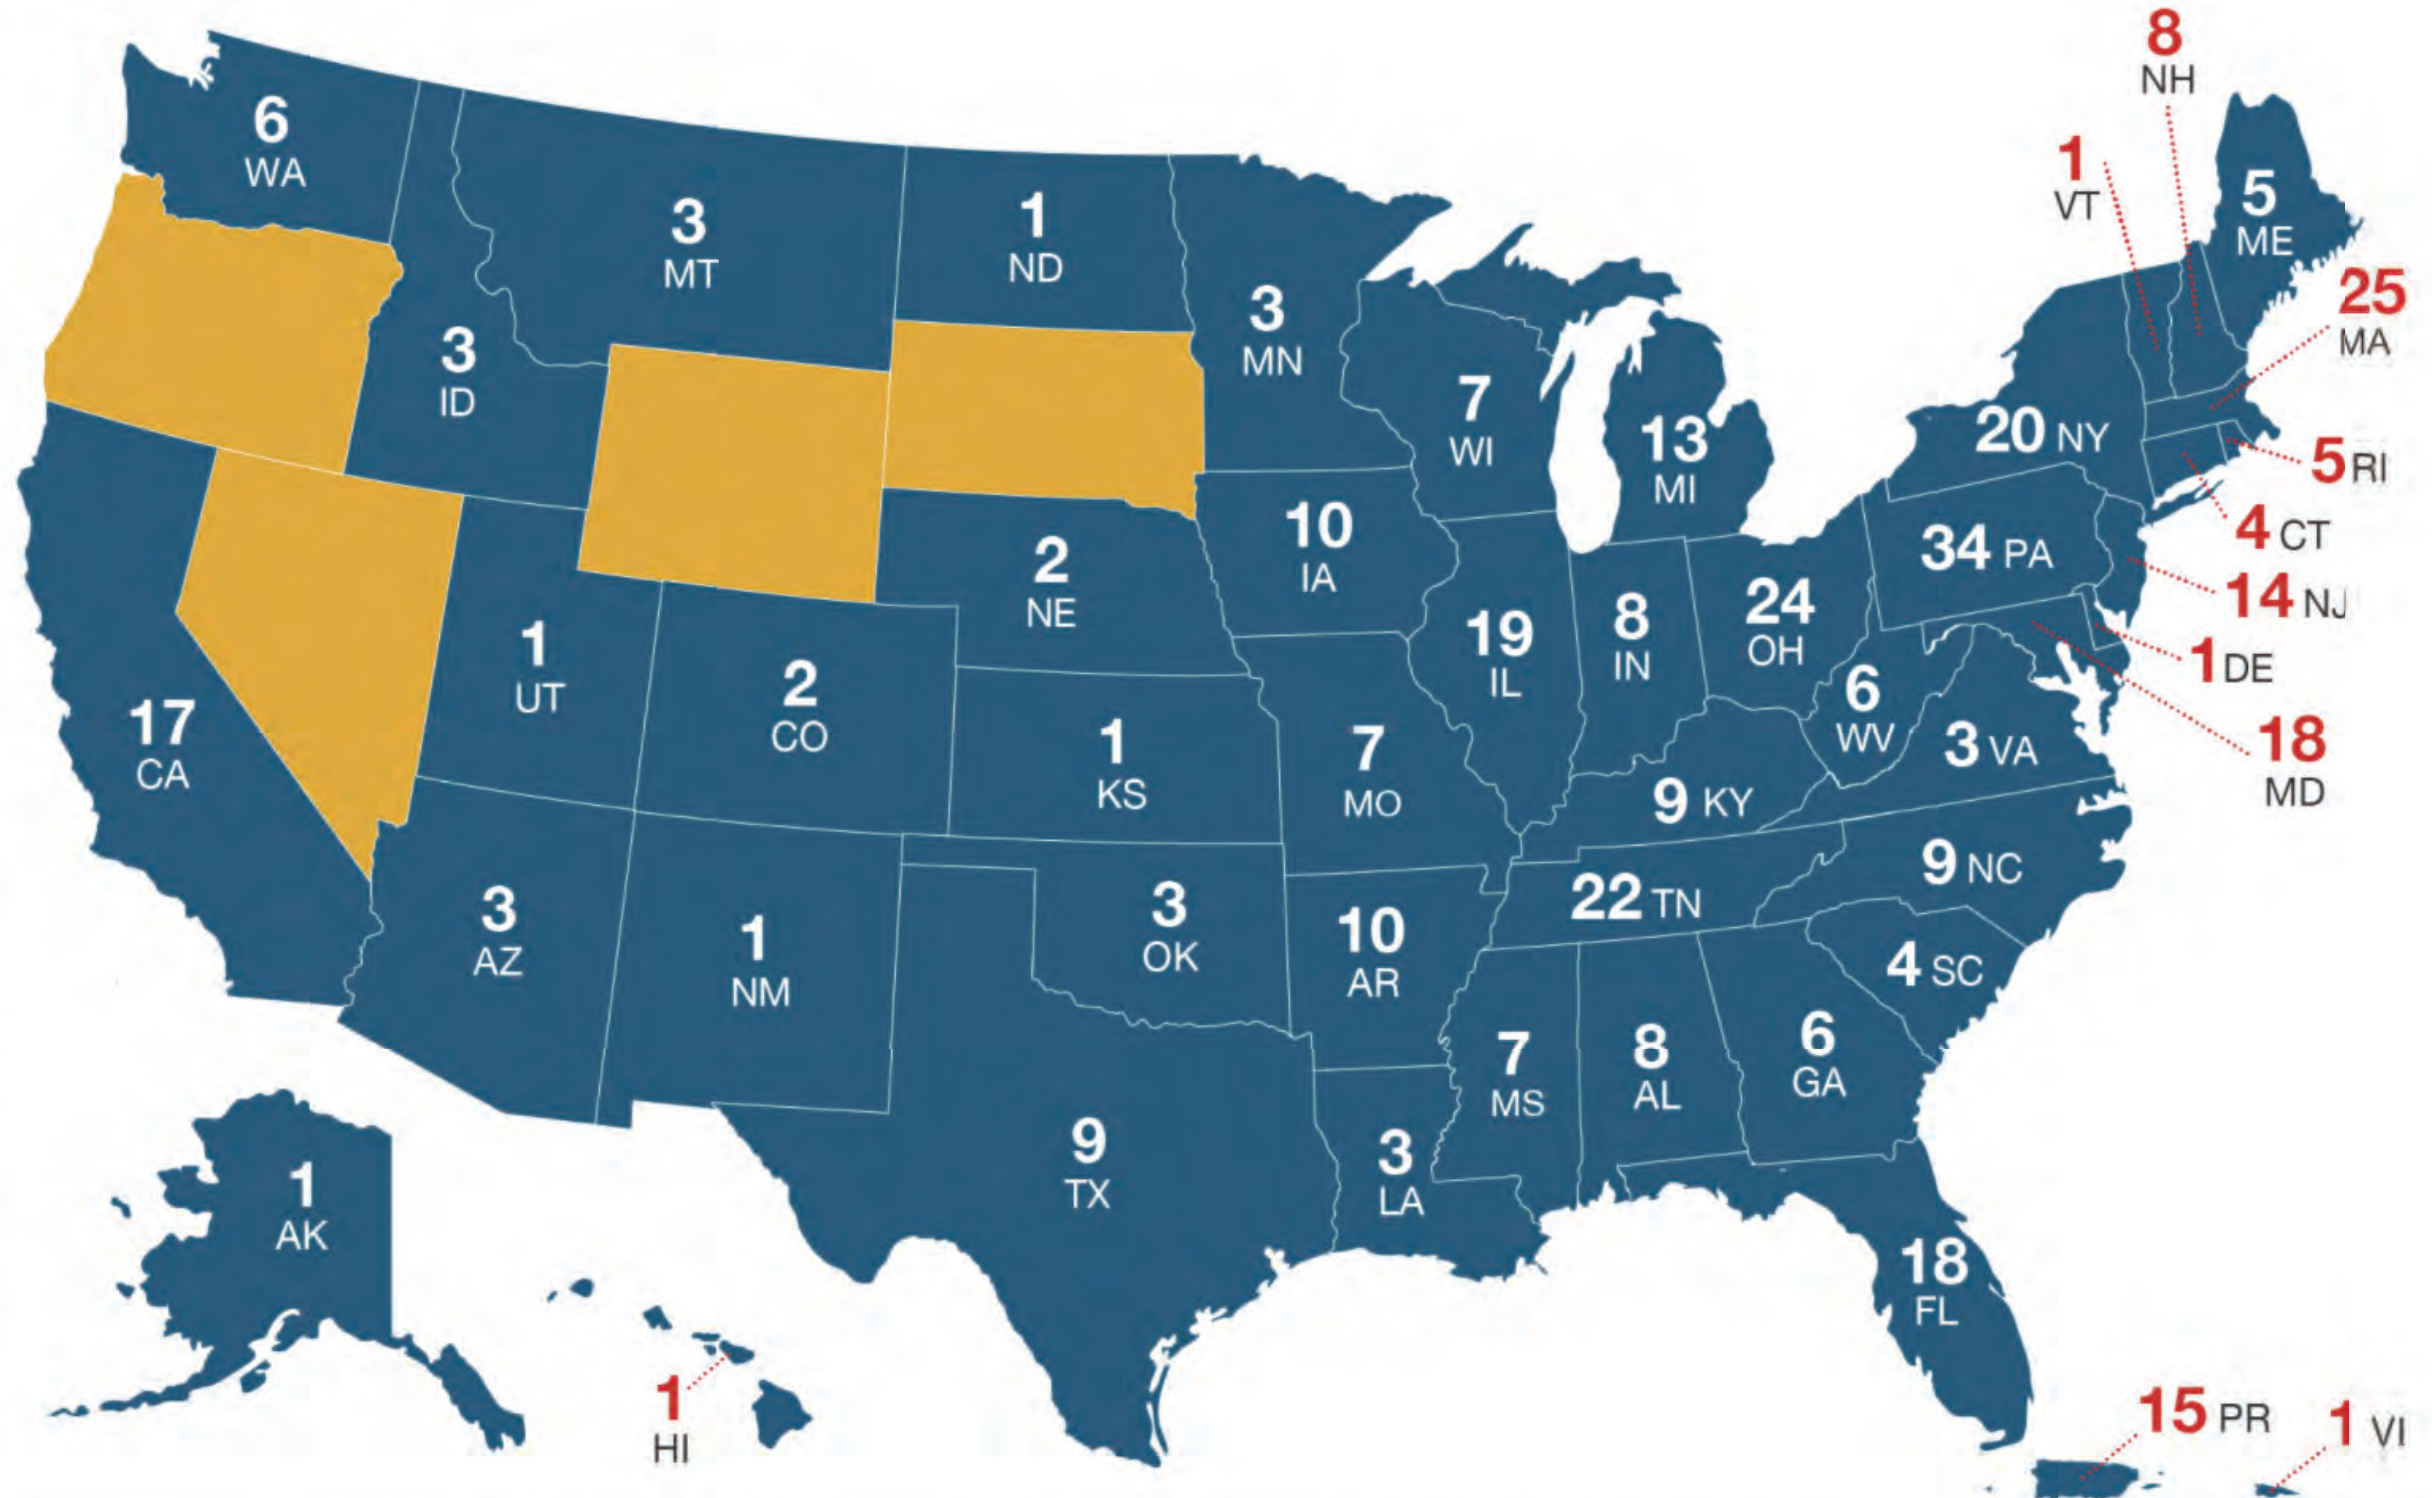 8
NH
6
WA
1
VT
5
ME
3
MT
1
ND
25
MA
3
MN
3
ID
7
WI
13
MI
20 NY
5 RI
4 CT
10
IA
34 PA
2
NE
14 NJ
24
OH
8
IN
19
IL
1
UT
1 DE
2
CO
6
WV
17
CA
1
KS
7
MO
3 VA
18
MD
9 KY
22 TN
9 NC
3
AZ
1
NM
3
OK
10
AR
4 SC
7
MS
8
AL
6
GA
9
TX
3
LA
1
AK
18
FL
1
HI
15 PR
1 VI